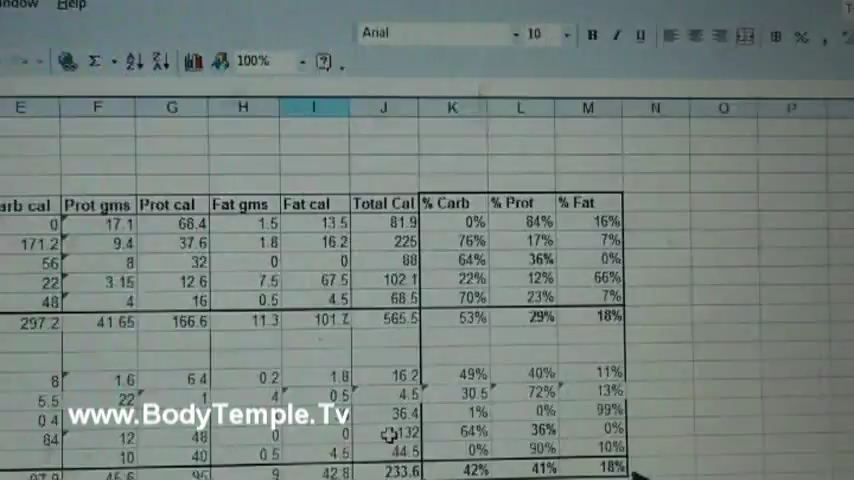 Help
Arial 10 B I U % ,
Σ 100%
E F G H I J K L M N O P
arb cal Prot gms Prot cal Fat gms Fat cal Total Cal % Carb % Prot % Fat
0 17.1 68.4 1.5 13.5 81.9 0% 84% 16%
171.2 9.4 37.6 1.8 16.2 225 76% 17% 7%
56 8 32 0 0 88 64% 36% 0%
22 3.15 12.6 7.5 67.5 102.1 22% 12% 66%
48 4 16 0.5 4.5 68.5 70% 23% 7%
297.2 41.65 166.6 11.3 101.7 565.5 53% 29% 18%
8 1.6 6.4 0.2 1.8 16.2 49% 40% 11%
5.5 22 1 4 0.5 4.5 30.5 72% 13%
0.4 www.BodyTemple.Tv 36.4 1% 0% 99%
84 12 48 0 0 132 64% 36% 0%
10 40 0.5 4.5 44.5 0% 90% 10%
9 42.8 233.6 42% 41% 18%